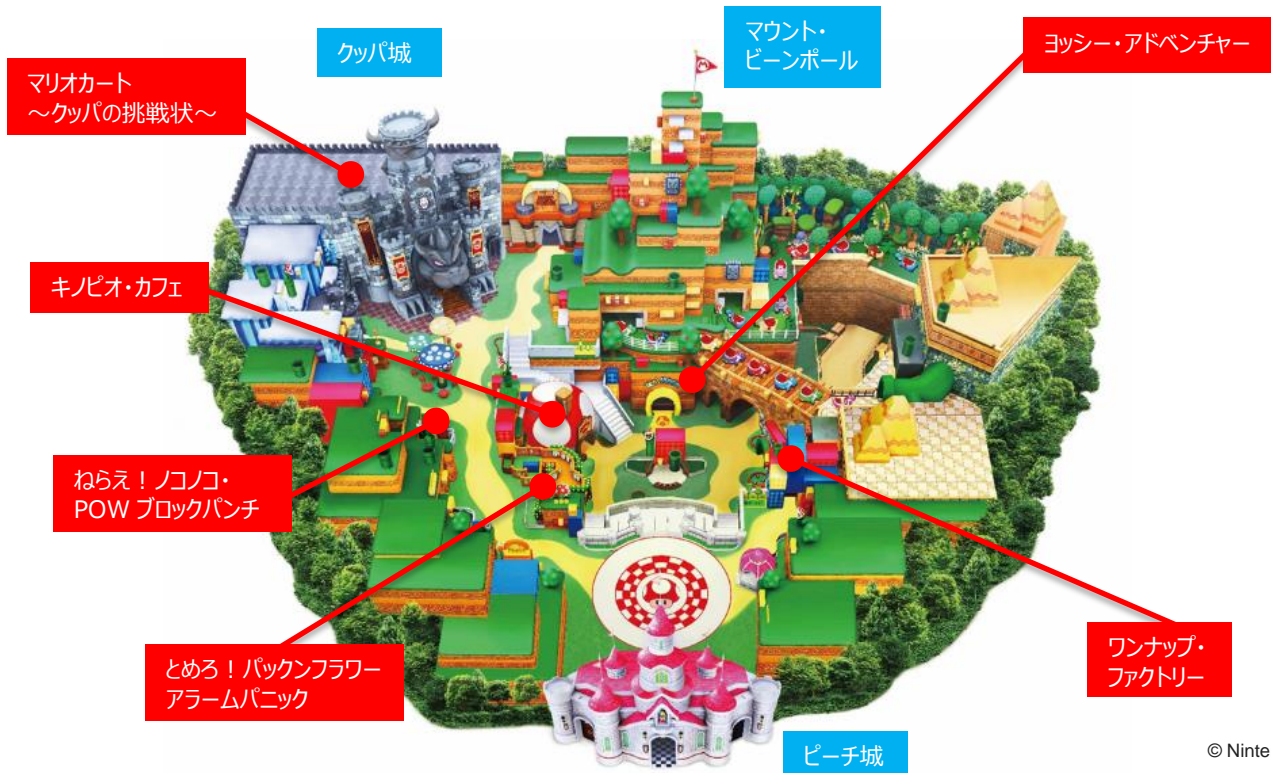 クッパ城
マウント・
ビーンポール
ヨッシー・アドベンチャー
マリオカート
～クッパの挑戦状～
キノピオ・カフェ
ねらえ！ノコノコ・
POW ブロックパンチ
とめろ！パックンフラワー
アラームパニック
ワンナップ・
ファクトリー
ピーチ城
© Ninte